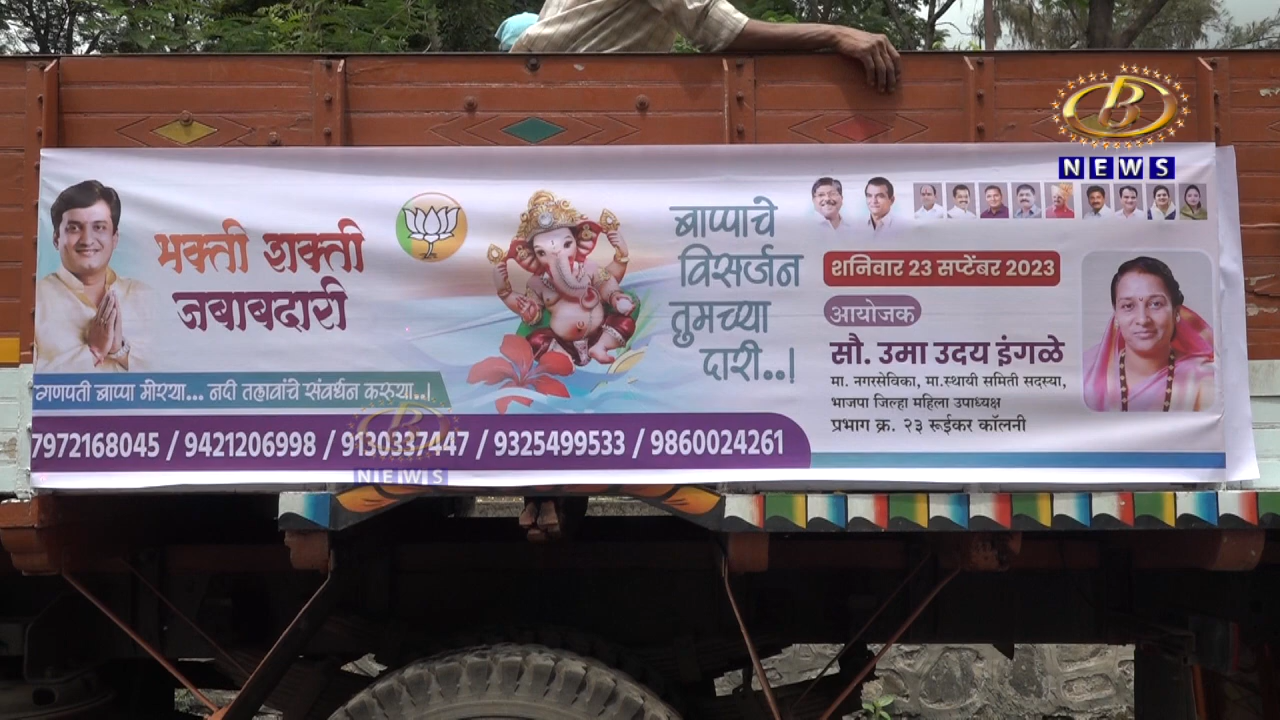 भक्ती शक्ती
जबाबदारी
गणपती बाप्पा मोरया... नदी तलावांचे संवर्धन करूया..!
7972168045 / 9421206998 / 9130337447 / 9325499533 / 9860024261
बाप्पाचे
विसर्जन
तुमच्या
दारी..!
शनिवार 23 सप्टेंबर 2023
आयोजक
सौ. उमा उदय इंगळे
मा. नगरसेविका, मा.स्थायी समिती सदस्या,
भाजपा जिल्हा महिला उपाध्यक्ष
प्रभाग क्र. २३ रूईकर कॉलनी
B
NEWS
B
NEWS